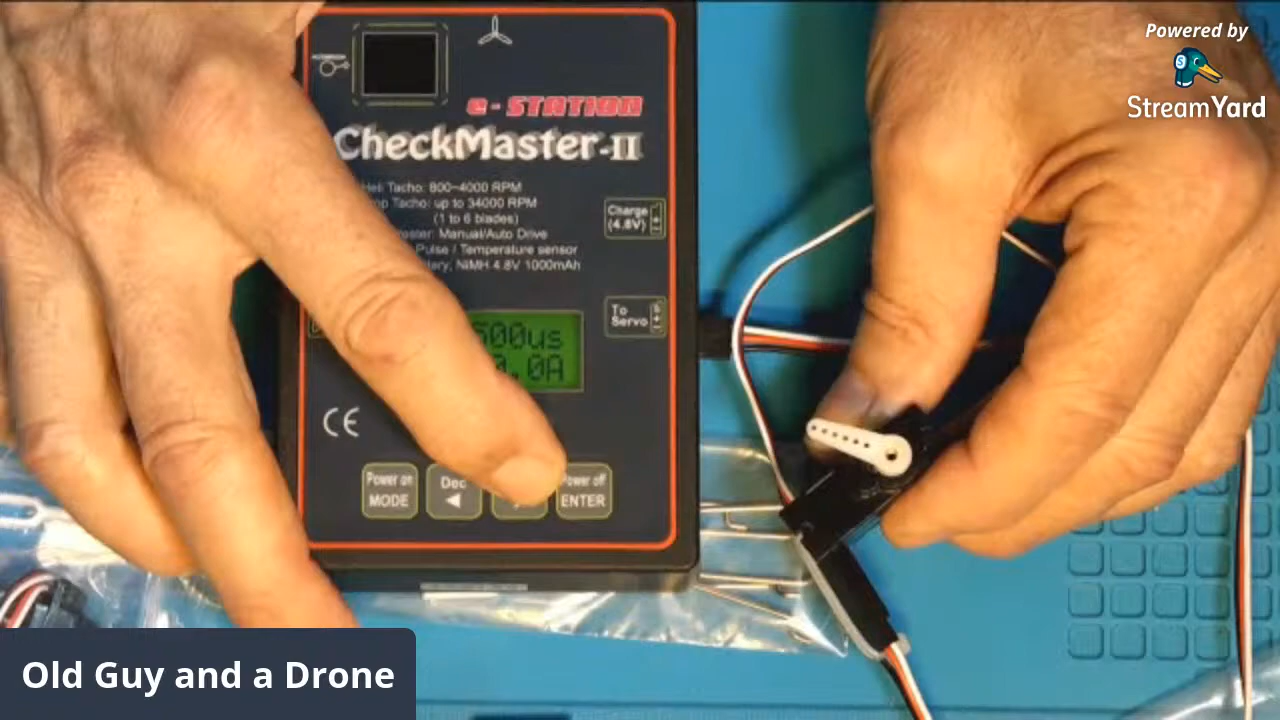 Powered by
StreamYard
e-STATION
CheckMaster-II
Heli Tacho: 800~4000 RPM
Tacho: up to 34000 RPM
(1 to 6 blades)
Manual/Auto Drive
Pulse / Temperature sensor
NiMH 4.8V 1000mAh
Charge
(4.8V)
To
Servo
500us
.0A
CE
Power on
MODE
Dec
Power off
ENTER
Old Guy and a Drone